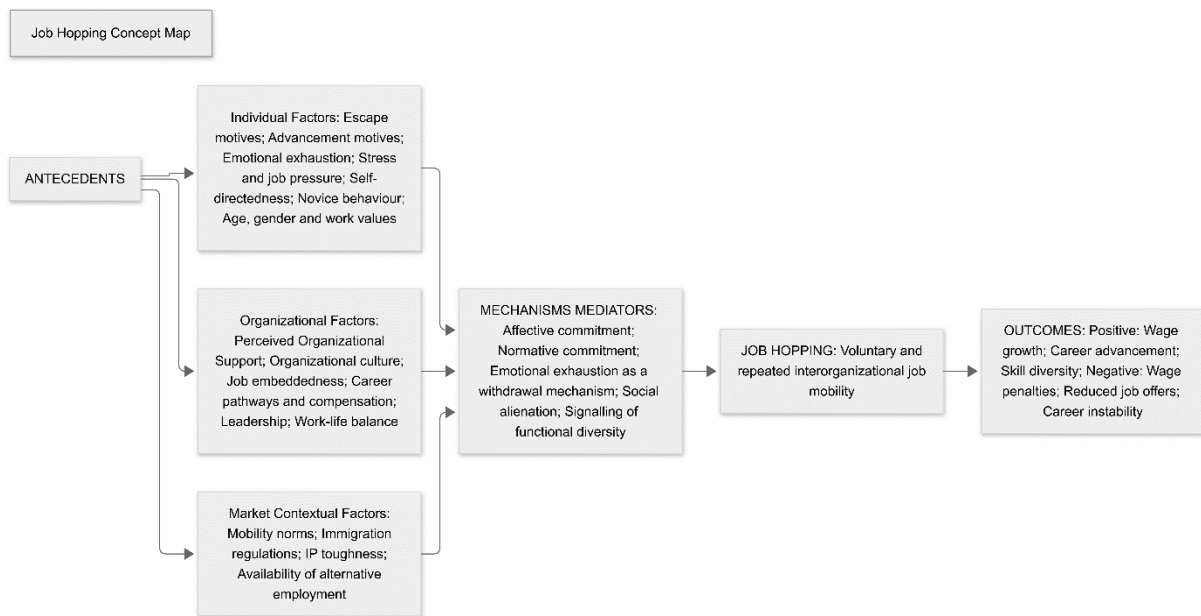 Job Hopping Concept Map
Individual Factors: Escape
motives; Advancement motives;
Emotional exhaustion; Stress
and job pressure; Self-
directedness; Novice behaviour;
Age, gender and work values
ANTECEDENTS
Organizational Factors:
Perceived Organizational
Support; Organizational culture;
Job embeddedness; Career
pathways and compensation;
Leadership; Work-life balance
MECHANISMS MEDIATORS:
Affective commitment;
Normative commitment;
Emotional exhaustion as a
withdrawal mechanism; Social
alienation; Signalling of
functional diversity
JOB HOPPING: Voluntary and
repeated interorganizational job
mobility
OUTCOMES: Positive: Wage
growth; Career advancement;
Skill diversity; Negative: Wage
penalties; Reduced job offers;
Career instability
Market Contextual Factors:
Mobility norms; Immigration
regulations; IP toughness;
Availability of alternative
employment